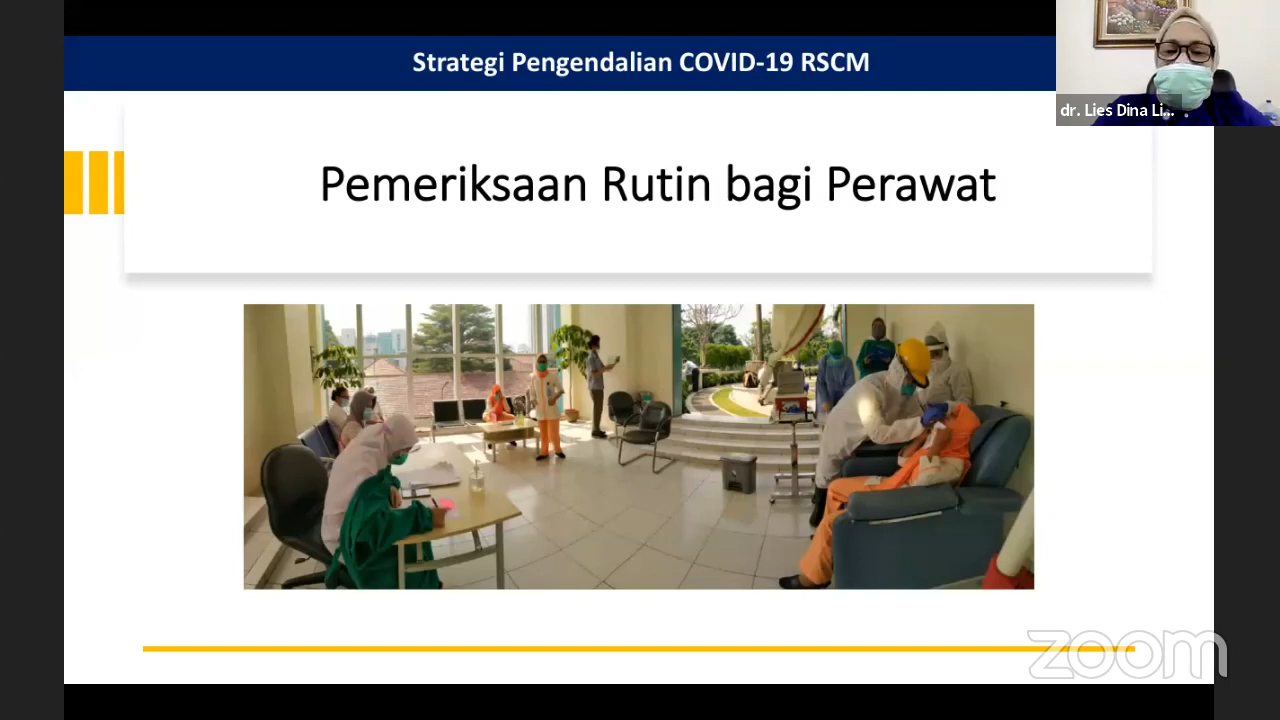 Strategi Pengendalian COVID-19 RSCM
dr. Lies Dina Li...
Pemeriksaan Rutin bagi Perawat
zoom